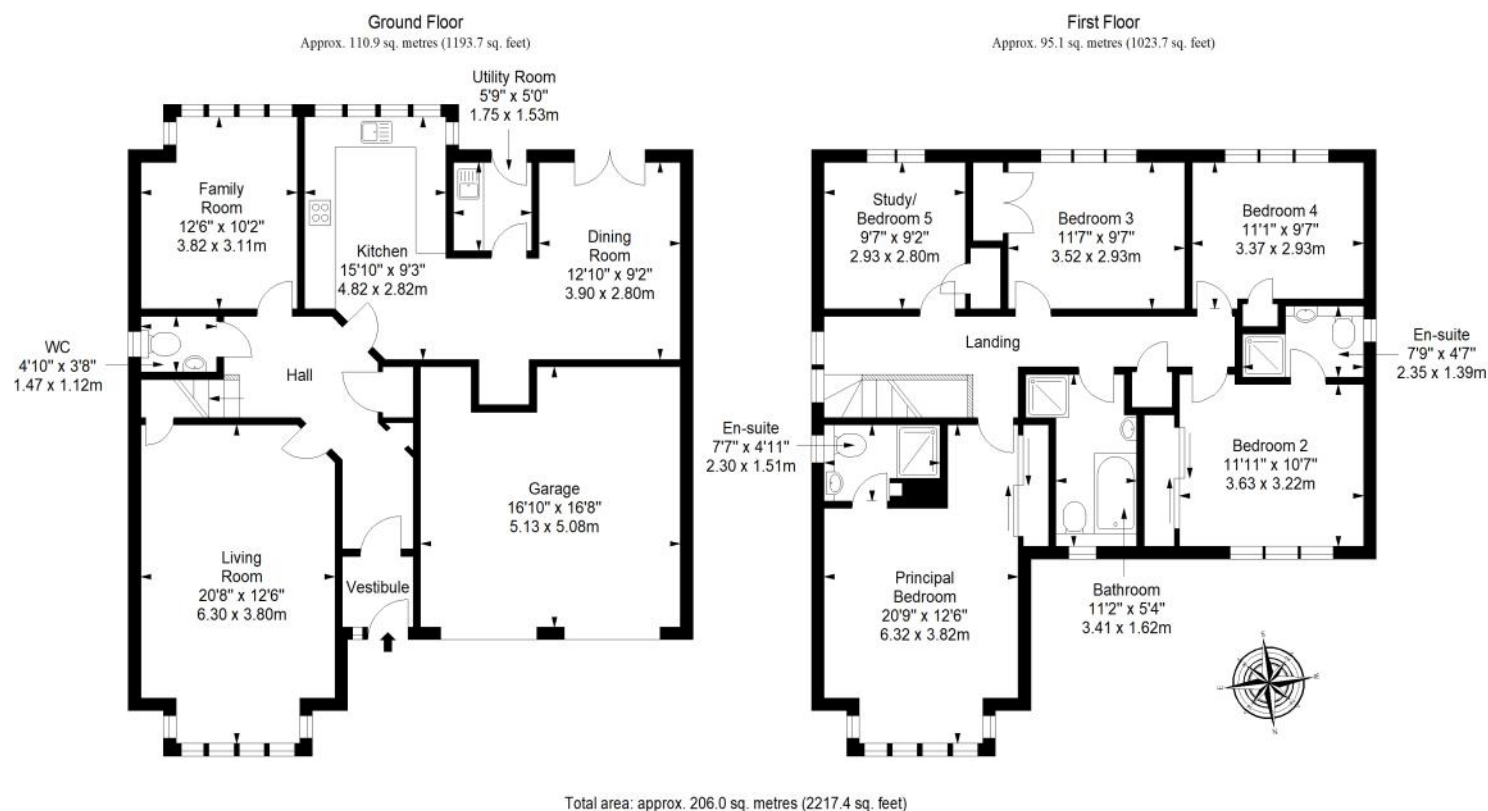 Ground Floor
Approx. 110.9 sq. metres (1193.7 sq. feet)
Utility Room
5'9" x 5'0"
1.75 x 1.53m
Family
Room
12'6" x 10'2"
3.82 x 3.11m
Kitchen
15'10" x 9'3"
4.82 x 2.82m
Dining
Room
12'10" x 9'2"
3.90 x 2.80m
WC
4'10" x 3'8"
1.47 x 1.12m
Hall
Living
Room
20'8" x 12'6"
6.30 x 3.80m
Vestibule
Garage
16'10" x 16'8"
5.13 x 5.08m
First Floor
Approx. 95.1 sq. metres (1023.7 sq. feet)
Study/
Bedroom 5
9'7" x 9'2"
2.93 x 2.80m
Bedroom 3
11'7" x 9'7"
3.52 x 2.93m
Bedroom 4
11'1" x 9'7"
3.37 x 2.93m
Landing
En-suite
7'9" x 4'7"
2.35 x 1.39m
En-suite
7'7" x 4'11"
2.30 x 1.51m
Bedroom 2
11'11" x 10'7"
3.63 x 3.22m
Principal
Bedroom
20'9" x 12'6"
6.32 x 3.82m
Bathroom
11'2" x 5'4"
3.41 x 1.62m
S
E
W
N
Total area: approx. 206.0 sq. metres (2217.4 sq. feet)